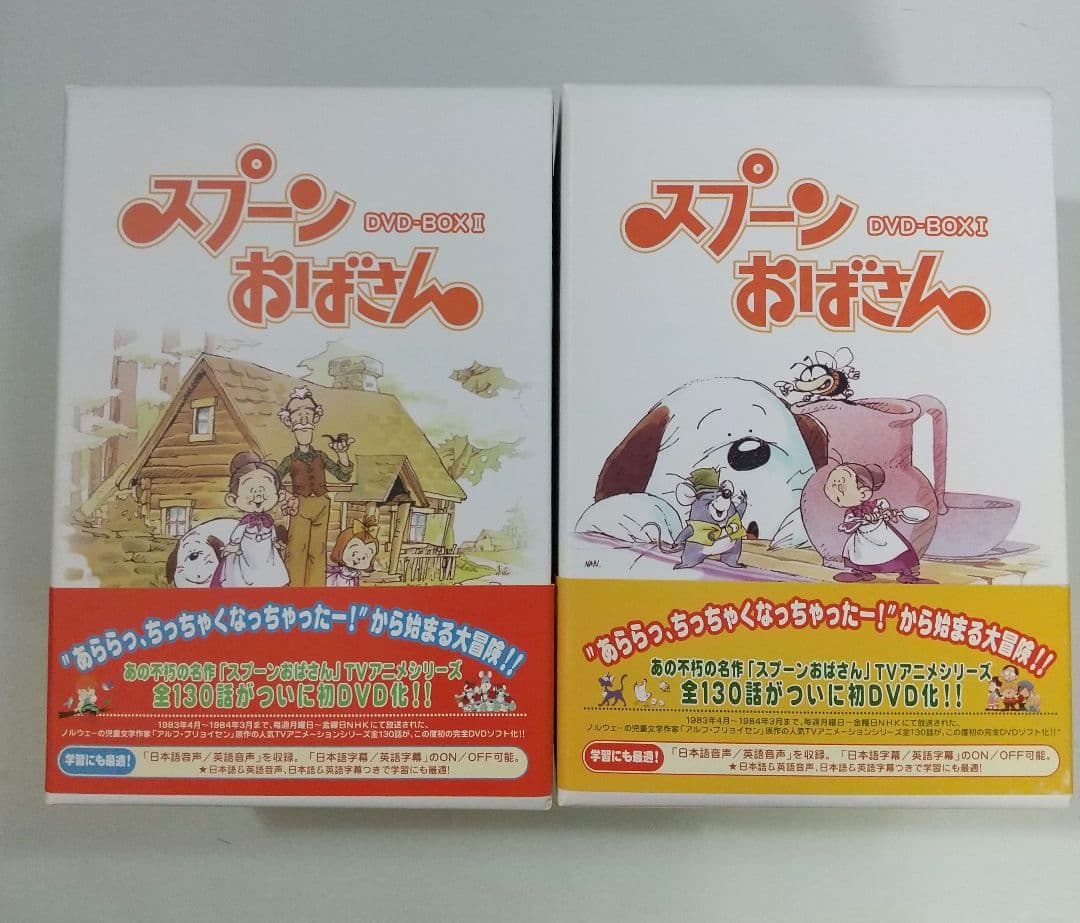 スプーン
DVD-BOXⅡ
おばさん
"あららっ、ちっちゃくなっちゃったー!"から始まる大冒険!!
あの不朽の名作「スプーンおばさん」TVアニメシリーズ
全130話がついに初DVD化!!
1983年4月〜1984年3月まで、毎週月曜日〜金曜日NHKにて放送された、
ノルウェーの児童文学作家「アルフ・プリョイセン」原作の人気TVアニメーションシリーズ全130話が、この度初の完全DVDソフト化!!
学習にも最適!
「日本語音声/英語音声」を収録。「日本語字幕/英語字幕」のON/OFF可能。
★日本語&英語音声、日本語&英語字幕つきで学習にも最適!
スプーン
DVD-BOXⅠ
おばさん
NAN.
"あららっ、ちっちゃくなっちゃったー!"から始まる大冒険!!
あの不朽の名作「スプーンおばさん」TVアニメシリーズ
全130話がついに初DVD化!!
1983年4月〜1984年3月まで、毎週月曜日〜金曜日NHKにて放送された、
ノルウェーの児童文学作家「アルフ・プリョイセン」原作の人気TVアニメーションシリーズ全130話が、この度初の完全DVDソフト化!!
学習にも最適!
「日本語音声/英語音声」を収録。「日本語字幕/英語字幕」のON/OFF可能。
★日本語&英語音声、日本語&英語字幕つきで学習にも最適!